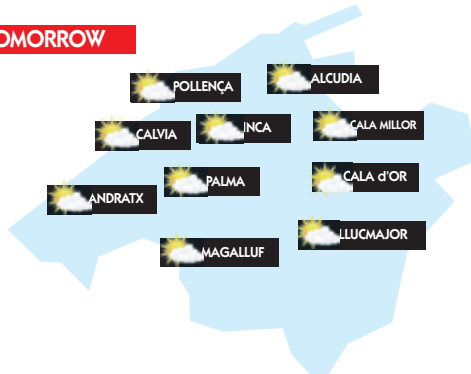 OMORROW
ALCUDIA
POLLENÇA
CALA MILLOR
INCA
CALVIA
CALA d'OR
PALMA
ANDRATX
LLUCMAJOR
MAGALLUF